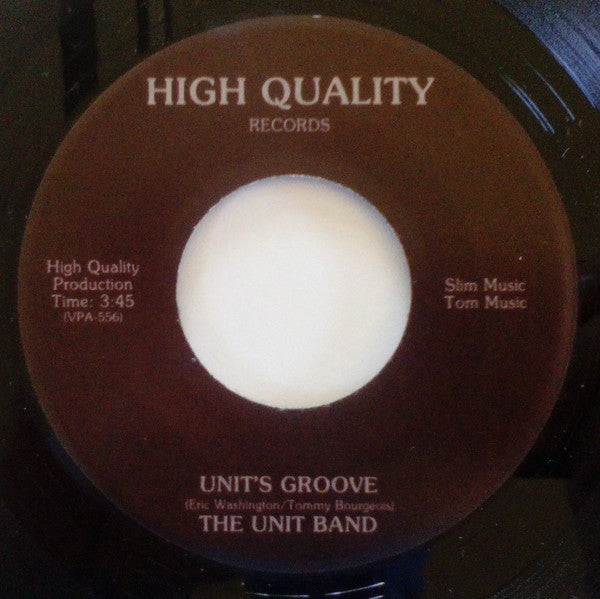 HIGH QUALITY
RECORDS
High Quality
Production
Time: 3:45
(VPA-556)
Slim Music
Tom Music
UNIT'S GROOVE
(Eric Washington/Tommy Bourgeois)
THE UNIT BAND